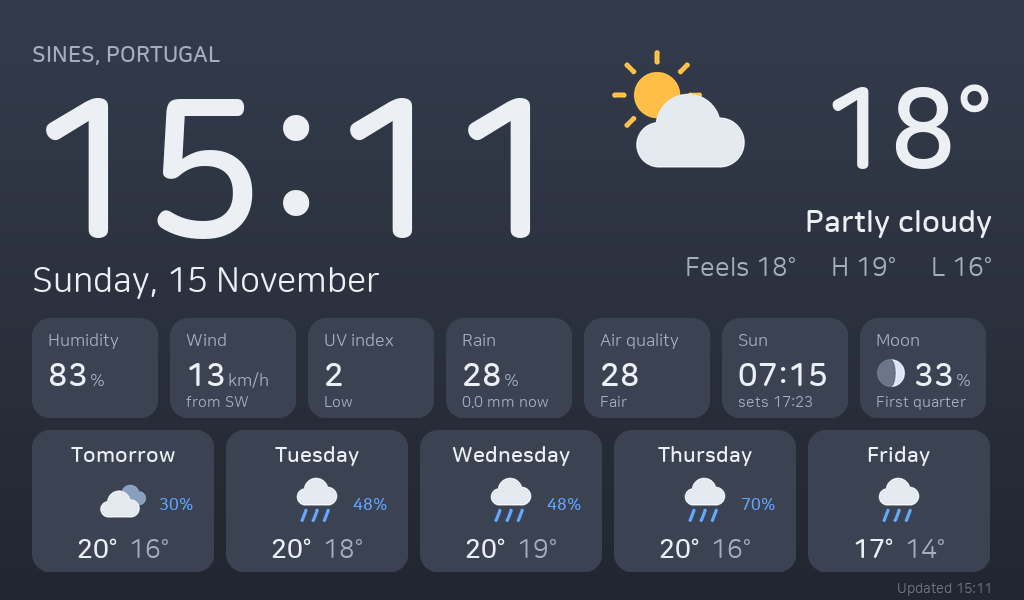 SINES, PORTUGAL
15:11
18°
Partly cloudy
Feels 18° H 19° L 16°
Sunday, 15 November
Humidity
83 %
Wind
13 km/h
from SW
UV index
2
Low
Rain
28 %
0.0 mm now
Air quality
28
Fair
Sun
07:15
sets 17:23
Moon
33 %
First quarter
Tomorrow
30%
20° 16°
Tuesday
48%
20° 18°
Wednesday
48%
20° 19°
Thursday
70%
20° 16°
Friday
17° 14°
Updated 15:11